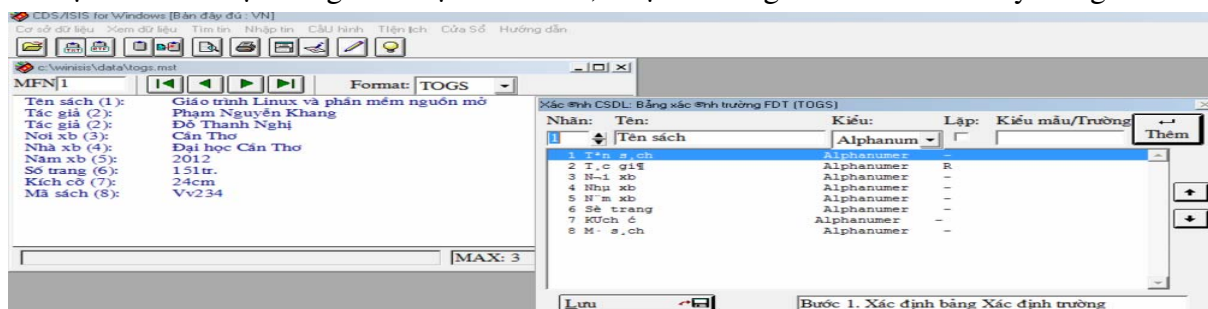 CDS/ISIS for Windows [Bản đầy đủ : VN]
Cơ sở dữ liệu Xem dữ liệu Tìm tin Nhập tin Cấu hình Tiện ích Cửa Sổ Hướng dẫn
c:\winisis\data\togs.mst
MFN 1 Format: TOGS
Tên sách (1): Giáo trình Linux và phần mềm nguồn mở
Tác giả (2): Phạm Nguyên Khang
Tác giả (2): Đỗ Thanh Nghị
Nơi xb (3): Cần Thơ
Nhà xb (4): Đại học Cần Thơ
Năm xb (5): 2012
Số trang (6): 151tr.
Kích cỡ (7): 24cm
Mã sách (8): Vv234
MAX: 3
Xác ®Þnh CSDL: Bảng xác ®Þnh trường FDT (TOGS)
Nhãn: Tên: Kiểu: Lặp: Kiểu mẫu/Trường
1 Tên sách Alphanum Thêm
1 T*n s¸ch Alphanumer -
2 T¸c gi¶ Alphanumer R
3 N¬i xb Alphanumer -
4 Nhµ xb Alphanumer -
5 N¨m xb Alphanumer -
6 Sè trang Alphanumer -
7 KÝch ć Alphanumer -
8 M· s¸ch Alphanumer -
Lưu Bước 1. Xác định bảng Xác định trường